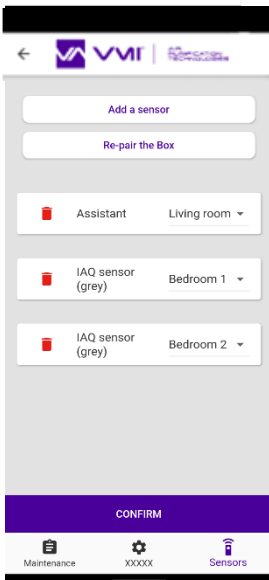 VMI
Add a sensor
Re-pair the Box
Assistant
Living room
IAQ sensor
(grey)
Bedroom 1
IAQ sensor
(grey)
Bedroom 2
CONFIRM
Maintenance
XXXXX
Sensors